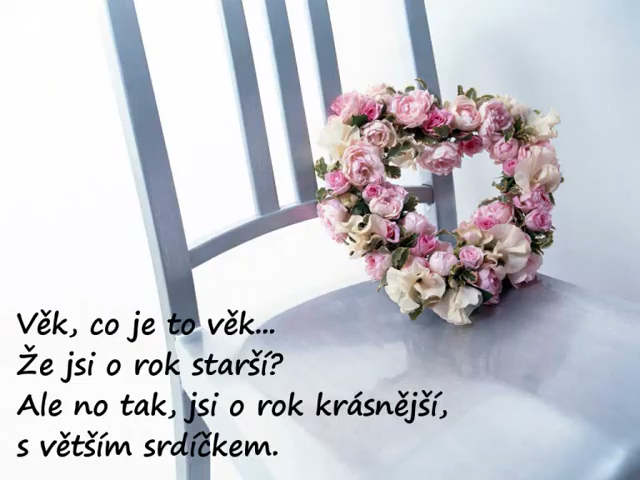 Věk, co je to věk...
Že jsi o rok starší?
Ale no tak, jsi o rok krásnější,
s větším srdíčkem.